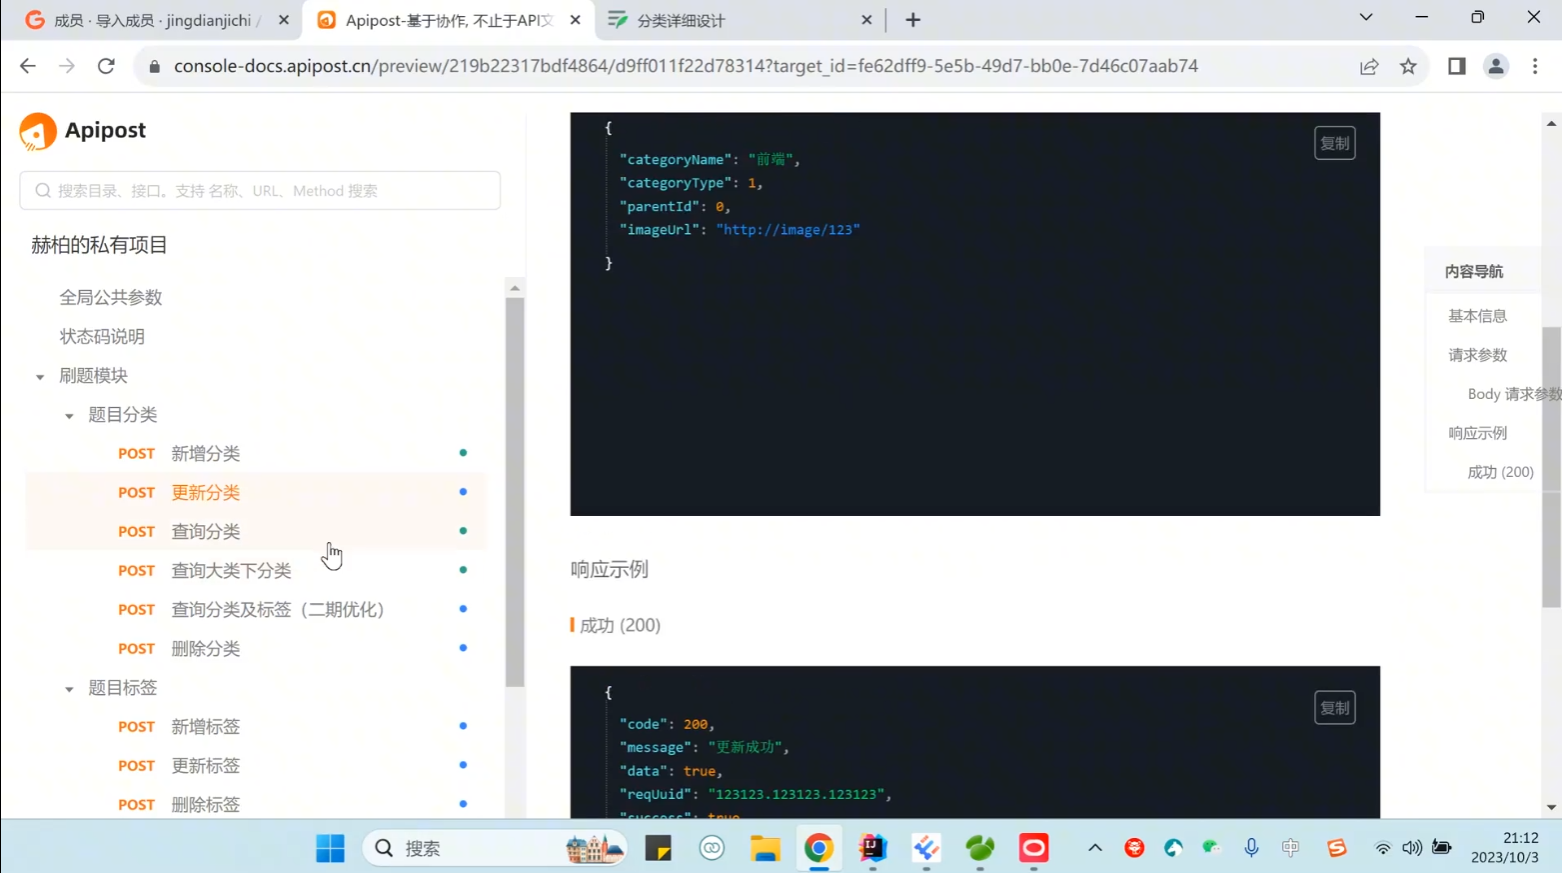 成员 · 导入成员 · jingdianjichi /
Apipost-基于协作, 不止于API文
分类详细设计
console-docs.apipost.cn/preview/219b22317bdf4864/d9ff011f22d78314?target_id=fe62dff9-5e5b-49d7-bb0e-7d46c07aab74
Apipost
搜索目录、接口。支持 名称、URL、Method 搜索
赫柏的私有项目
全局公共参数
状态码说明
刷题模块
题目分类
POST 新增分类
POST 更新分类
POST 查询分类
POST 查询大类下分类
POST 查询分类及标签（二期优化）
POST 删除分类
题目标签
POST 新增标签
POST 更新标签
POST 删除标签
{
"categoryName": "前端",
"categoryType": 1,
"parentId": 0,
"imageUrl": "http://image/123"
}
复制
响应示例
成功 (200)
{
"code": 200,
"message": "更新成功",
"data": true,
"reqUuid": "123123.123123.123123",
"success": true
复制
内容导航
基本信息
请求参数
Body 请求参数
响应示例
成功 (200)
搜索
中
21:12
2023/10/3